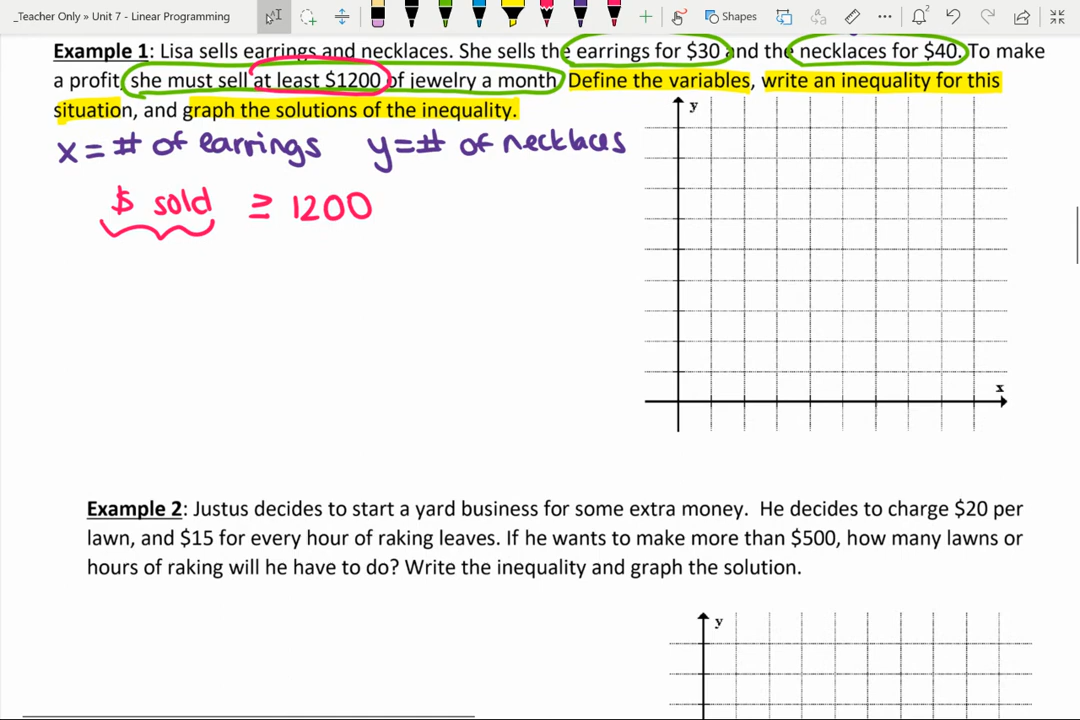 _Teacher Only » Unit 7 - Linear Programming
Shapes
2
Example 1: Lisa sells earrings and necklaces. She sells the earrings for $30 and the necklaces for $40. To make
a profit, she must sell at least $1200 of jewelry a month. Define the variables, write an inequality for this
situation, and graph the solutions of the inequality.
y
x = # of earrings y = # of necklaces
$ sold ≥ 1200
x
Example 2: Justus decides to start a yard business for some extra money. He decides to charge $20 per
lawn, and $15 for every hour of raking leaves. If he wants to make more than $500, how many lawns or
hours of raking will he have to do? Write the inequality and graph the solution.
y